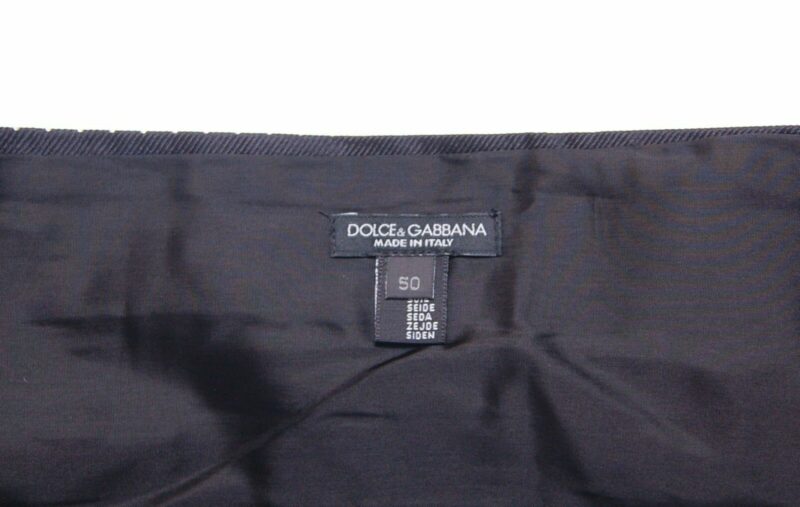 DOLCE&GABBANA
MADE IN ITALY
50
SEIDE
SEDA
ZEJDE
SIDEN